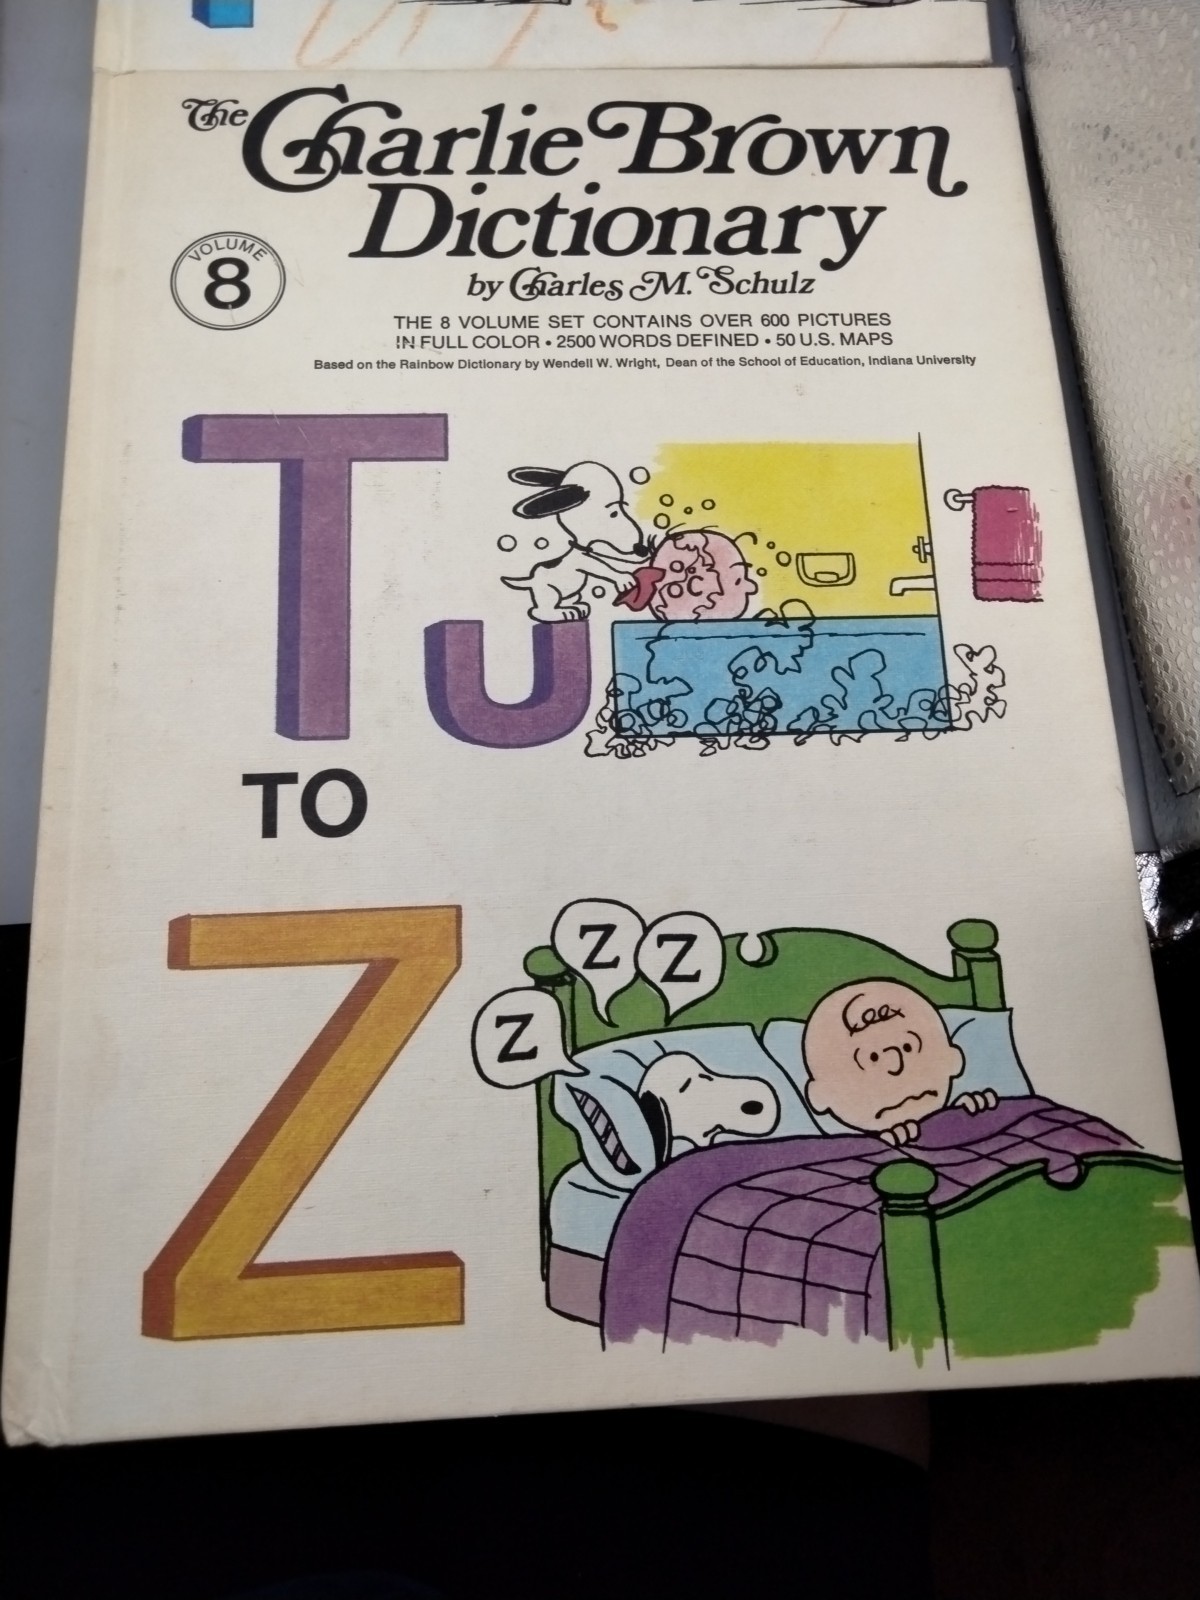 The Charlie Brown
Dictionary
VOLUME
8
by Charles M. Schulz
THE 8 VOLUME SET CONTAINS OVER 600 PICTURES
IN FULL COLOR • 2500 WORDS DEFINED • 50 U.S. MAPS
Based on the Rainbow Dictionary by Wendell W. Wright, Dean of the School of Education, Indiana University
Tu
TO
Z
Z Z
Z